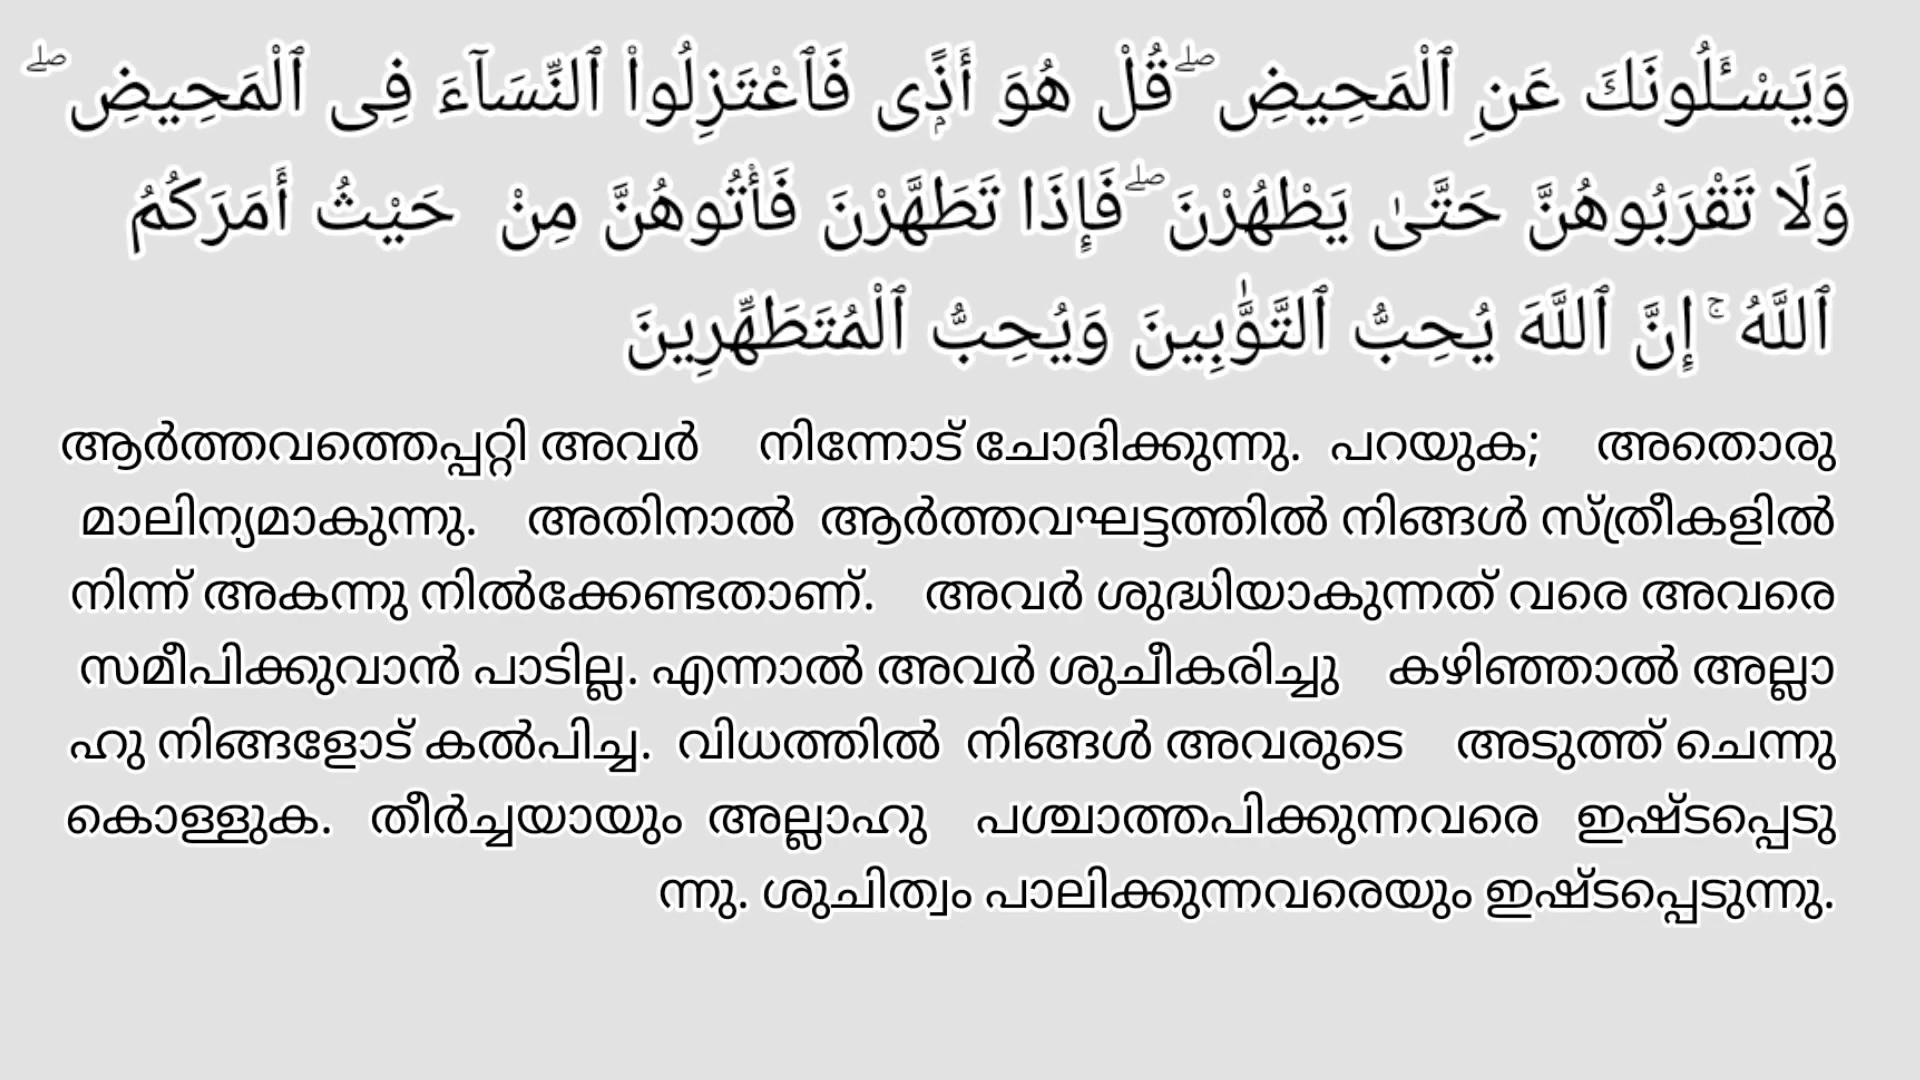 وَيَسْـَٔلُونَكَ عَنِ ٱلْمَحِيضِ ۖ قُلْ هُوَ أَذًۭى فَٱعْتَزِلُوا۟ ٱلنِّسَآءَ فِى ٱلْمَحِيضِ ۖ
وَلَا تَقْرَبُوهُنَّ حَتَّىٰ يَطْهُرْنَ ۖ فَإِذَا تَطَهَّرْنَ فَأْتُوهُنَّ مِنْ حَيْثُ أَمَرَكُمُ
ٱللَّهُ ۚ إِنَّ ٱللَّهَ يُحِبُّ ٱلتَّوَّٰبِينَ وَيُحِبُّ ٱلْمُتَطَهِّرِينَ
ആർത്തവത്തെപ്പറ്റി അവർ നിന്നോട് ചോദിക്കുന്നു. പറയുക; അതൊരു
മാലിന്യമാകുന്നു. അതിനാൽ ആർത്തവഘട്ടത്തിൽ നിങ്ങൾ സ്ത്രീകളിൽ
നിന്ന് അകന്നു നിൽക്കേണ്ടതാണ്. അവർ ശുദ്ധിയാകുന്നത് വരെ അവരെ
സമീപിക്കുവാൻ പാടില്ല. എന്നാൽ അവർ ശുചീകരിച്ചു കഴിഞ്ഞാൽ അല്ലാ
ഹു നിങ്ങളോട് കൽപിച്ച. വിധത്തിൽ നിങ്ങൾ അവരുടെ അടുത്ത് ചെന്നു
കൊള്ളുക. തീർച്ചയായും അല്ലാഹു പശ്ചാത്തപിക്കുന്നവരെ ഇഷ്ടപ്പെടു
ന്നു. ശുചിത്വം പാലിക്കുന്നവരെയും ഇഷ്ടപ്പെടുന്നു.